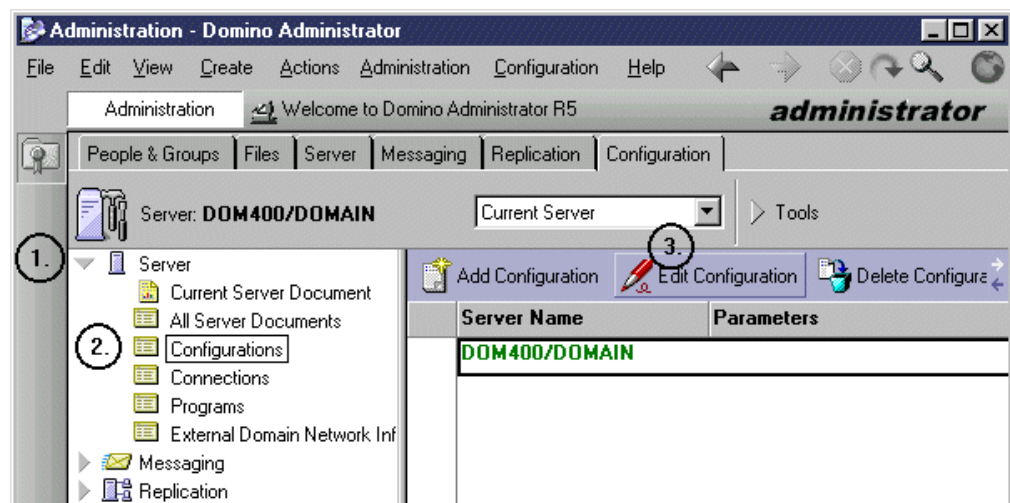 Administration - Domino Administrator
File Edit View Create Actions Administration Configuration Help
Administration Welcome to Domino Administrator R5 administrator
People & Groups Files Server Messaging Replication Configuration
Server: DOM400/DOMAIN Current Server Tools
1. Server
3.
Add Configuration Edit Configuration Delete Configura
Current Server Document
All Server Documents
2. Configurations
Connections
Programs
External Domain Network Inf
Messaging
Replication
Server Name Parameters
DOM400/DOMAIN